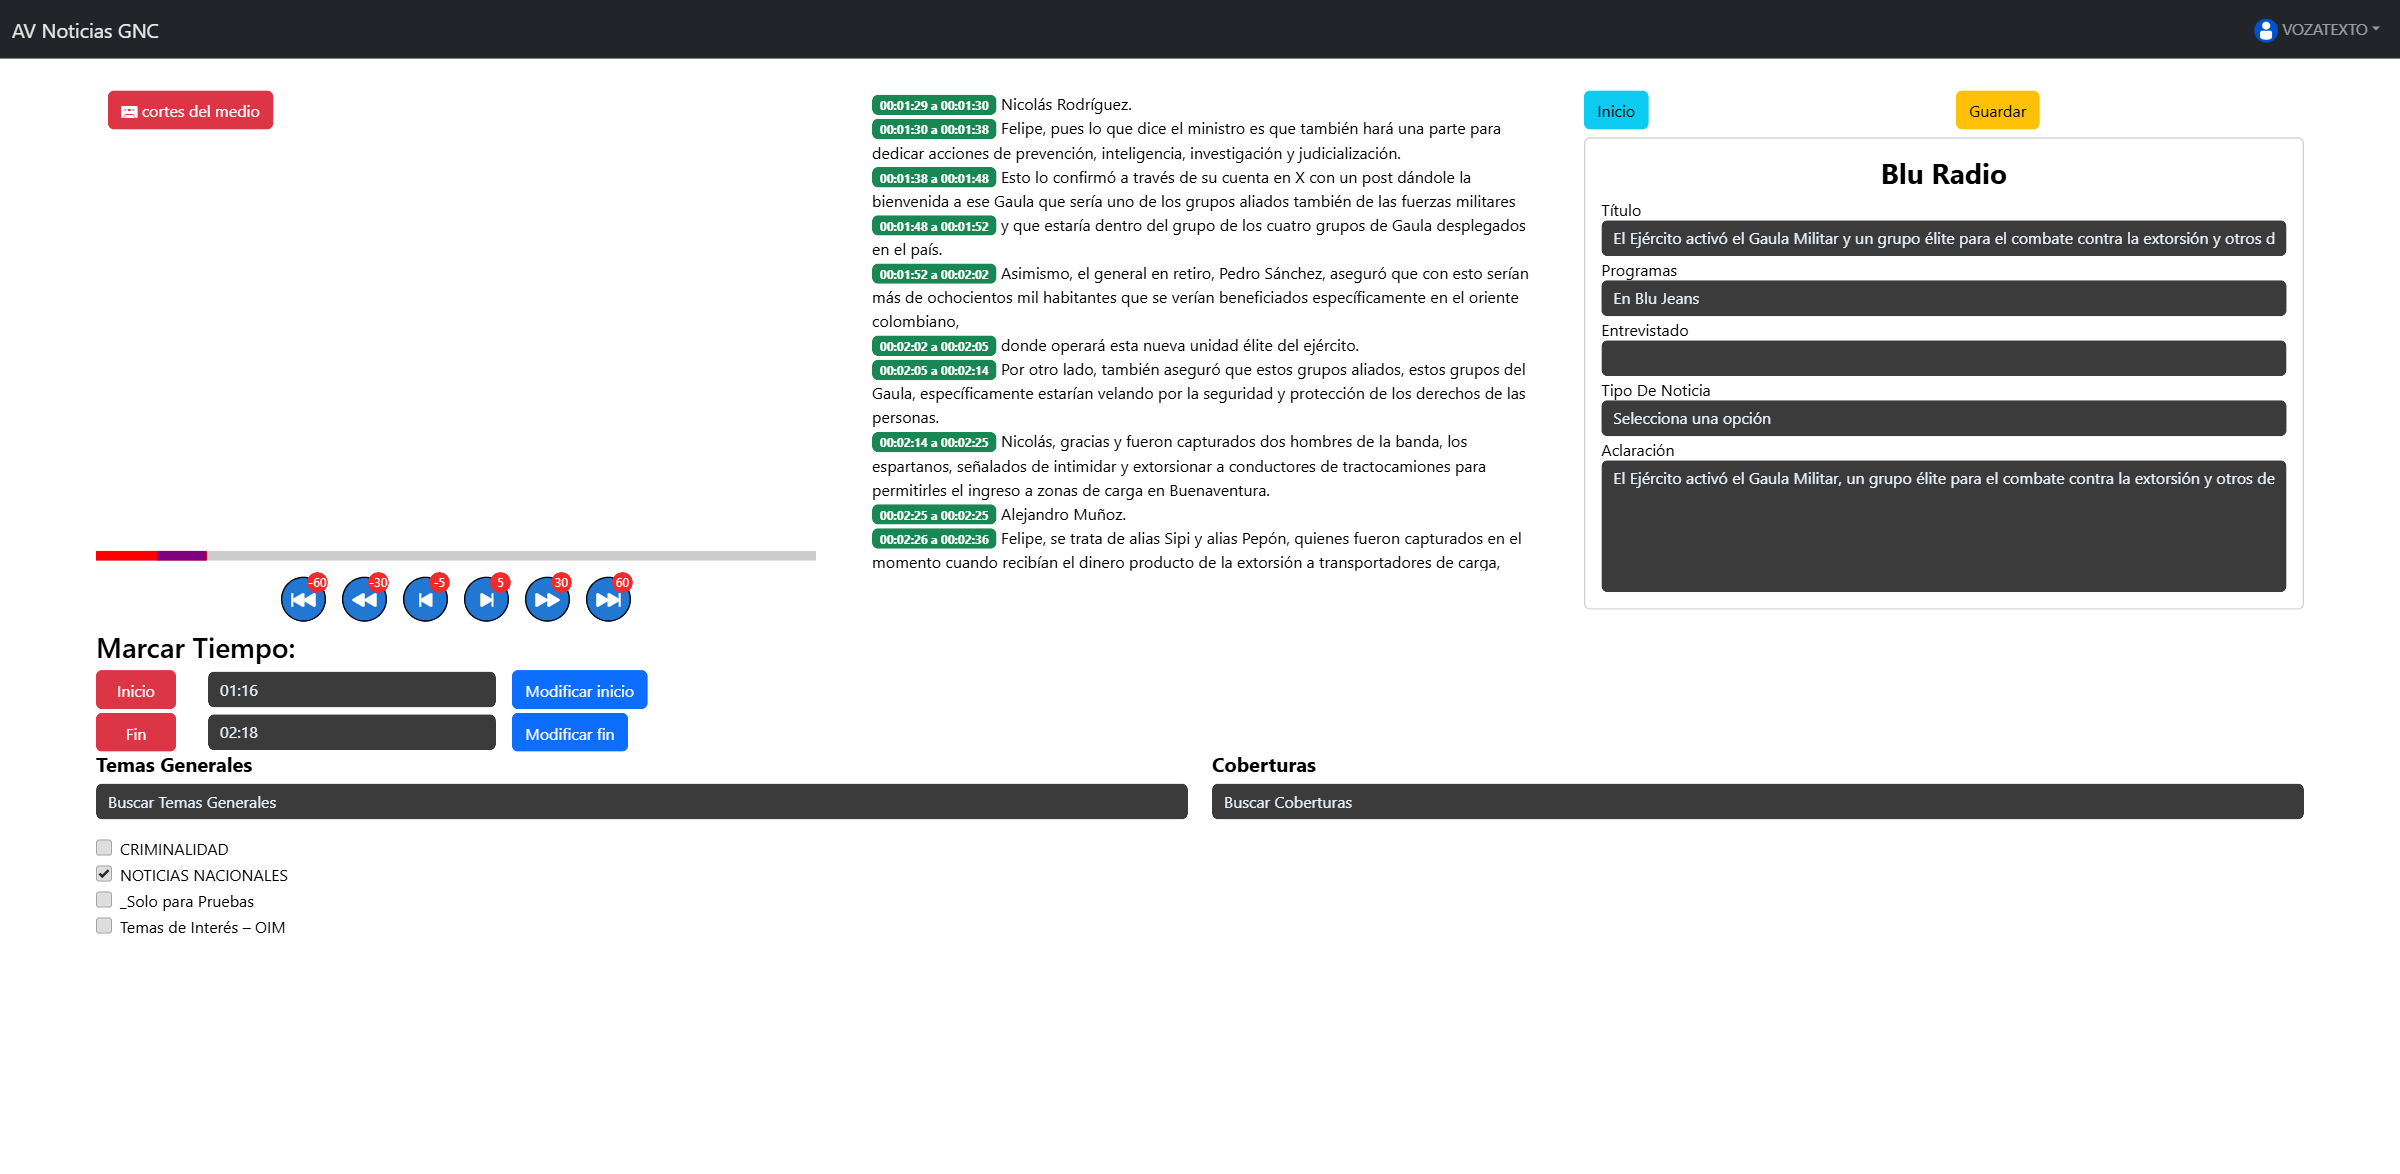 AV Noticias GNC
VOZATEXTO
cortes del medio
-60
-30
-5
5
30
60
Marcar Tiempo:
Inicio
01:16
Modificar inicio
Fin
02:18
Modificar fin
00:01:29 a 00:01:30 Nicolás Rodríguez.
00:01:30 a 00:01:38 Felipe, pues lo que dice el ministro es que también hará una parte para
dedicar acciones de prevención, inteligencia, investigación y judicialización.
00:01:38 a 00:01:48 Esto lo confirmó a través de su cuenta en X con un post dándole la
bienvenida a ese Gaula que sería uno de los grupos aliados también de las fuerzas militares
00:01:48 a 00:01:52 y que estaría dentro del grupo de los cuatro grupos de Gaula desplegados
en el país.
00:01:52 a 00:02:02 Asimismo, el general en retiro, Pedro Sánchez, aseguró que con esto serían
más de ochocientos mil habitantes que se verían beneficiados específicamente en el oriente
colombiano,
00:02:02 a 00:02:05 donde operará esta nueva unidad élite del ejército.
00:02:05 a 00:02:14 Por otro lado, también aseguró que estos grupos aliados, estos grupos del
Gaula, específicamente estarían velando por la seguridad y protección de los derechos de las
personas.
00:02:14 a 00:02:25 Nicolás, gracias y fueron capturados dos hombres de la banda, los
espartanos, señalados de intimidar y extorsionar a conductores de tractocamiones para
permitirles el ingreso a zonas de carga en Buenaventura.
00:02:25 a 00:02:25 Alejandro Muñoz.
00:02:26 a 00:02:36 Felipe, se trata de alias Sipi y alias Pepón, quienes fueron capturados en el
momento cuando recibían el dinero producto de la extorsión a transportadores de carga,
Inicio
Guardar
Blu Radio
Título
El Ejército activó el Gaula Militar y un grupo élite para el combate contra la extorsión y otros d
Programas
En Blu Jeans
Entrevistado
Tipo De Noticia
Selecciona una opción
Aclaración
El Ejército activó el Gaula Militar, un grupo élite para el combate contra la extorsión y otros de
Temas Generales
Buscar Temas Generales
CRIMINALIDAD
NOTICIAS NACIONALES
_Solo para Pruebas
Temas de Interés – OIM
Coberturas
Buscar Coberturas